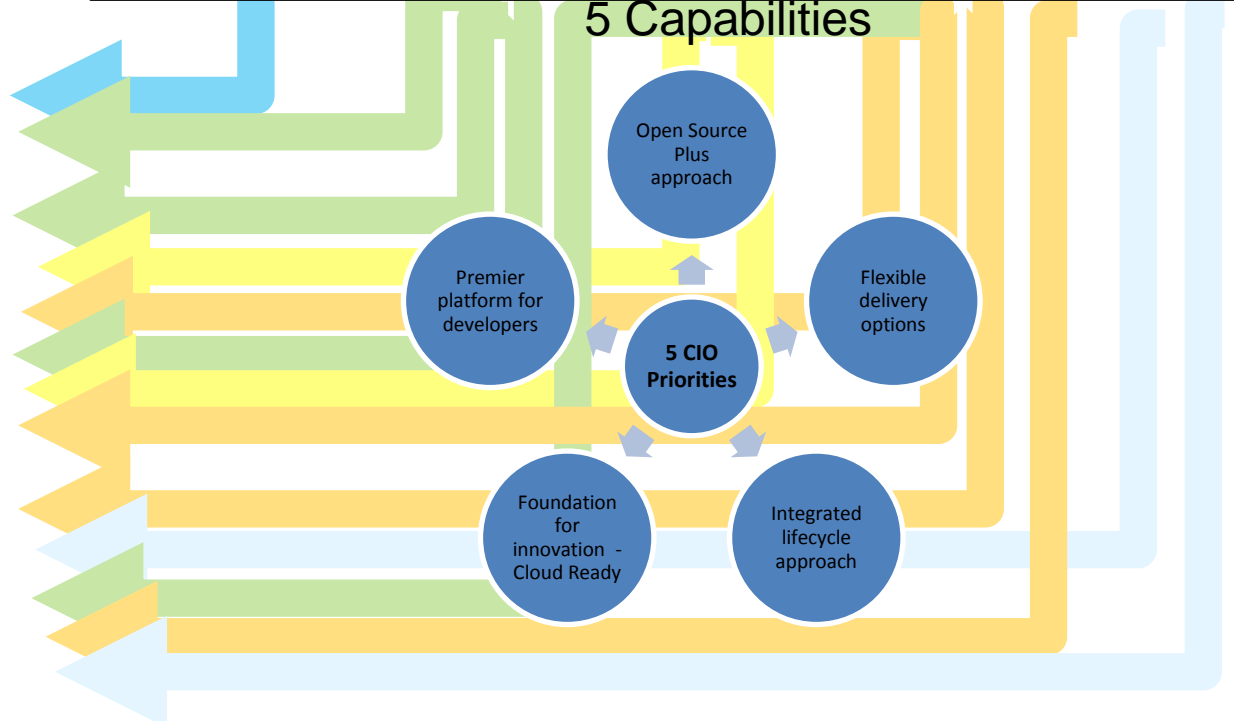 5 Capabilities
Open Source
Plus
approach
Premier
platform for
developers
Flexible
delivery
options
5 CIO
Priorities
Foundation
for
innovation -
Cloud Ready
Integrated
lifecycle
approach